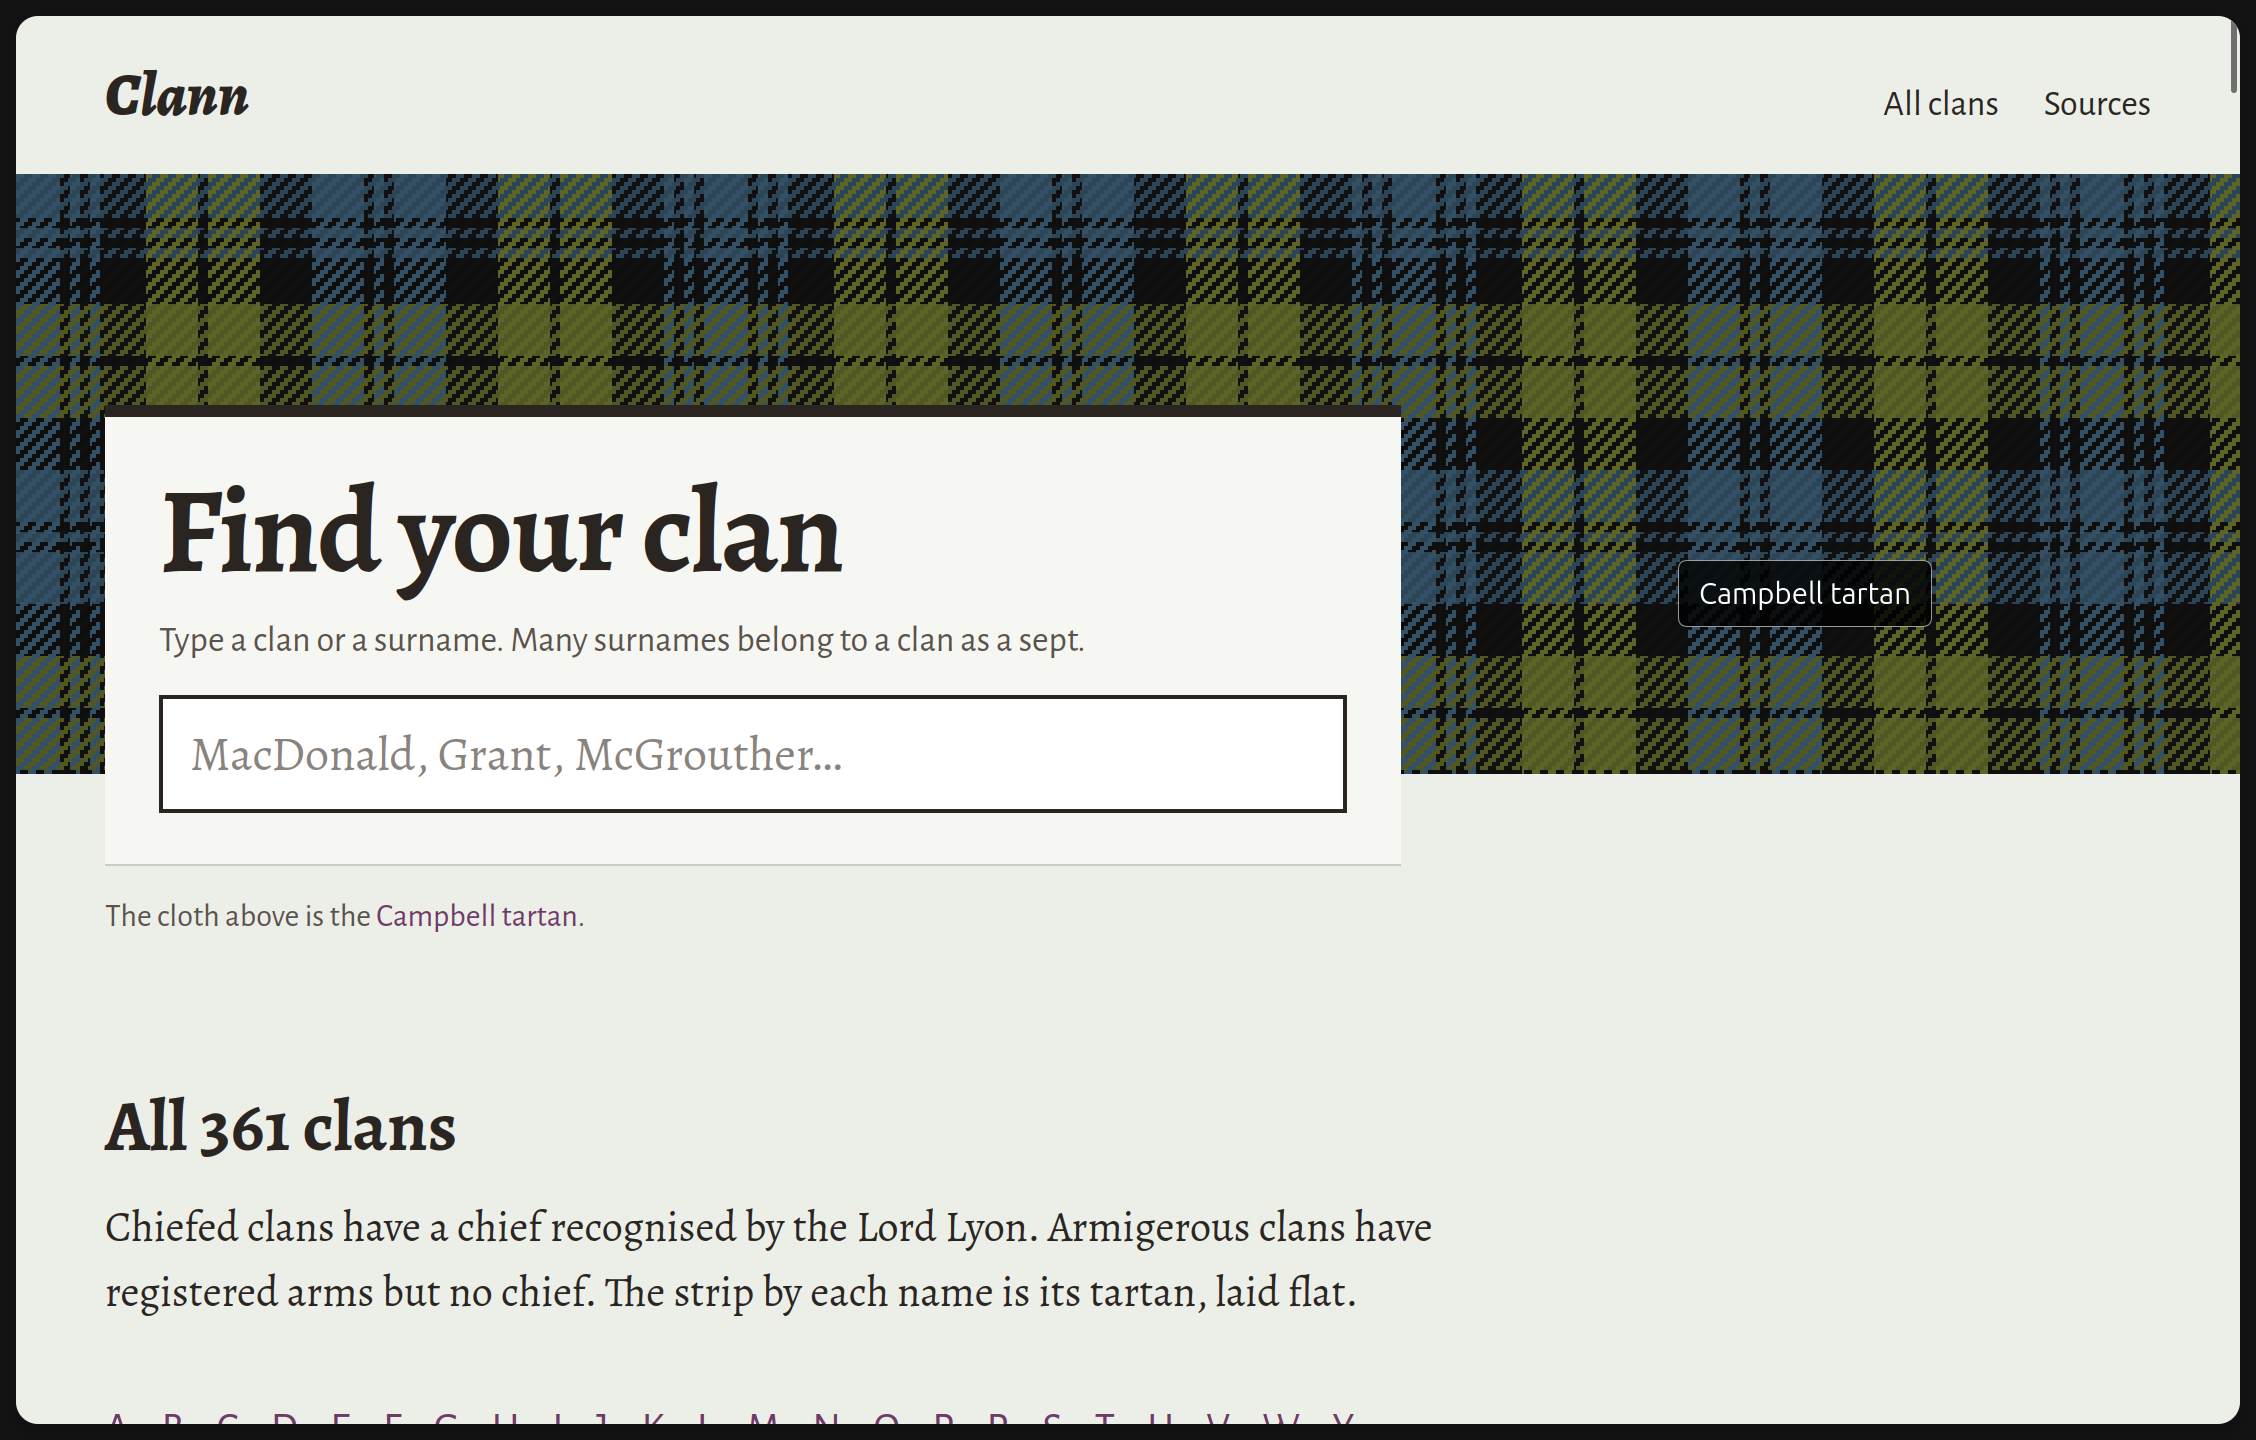 Clann
All clans
Sources
Find your clan
Type a clan or a surname. Many surnames belong to a clan as a sept.
Campbell tartan
MacDonald, Grant, McGrouther...
The cloth above is the Campbell tartan.
All 361 clans
Chiefed clans have a chief recognised by the Lord Lyon. Armigerous clans have
registered arms but no chief. The strip by each name is its tartan, laid flat.
A B C D E F G H I J K L M N O P R S T U V W Y